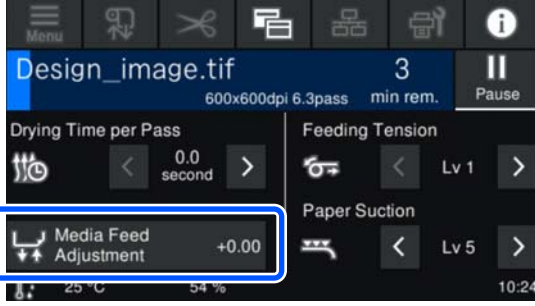 Menu
Design_image.tif
600x600dpi 6.3pass
3
min rem.
Pause
Drying Time per Pass
0.0
second
Feeding Tension
Lv 1
Media Feed
Adjustment
+0.00
Paper Suction
Lv 5
25 °C
54 %
10:24